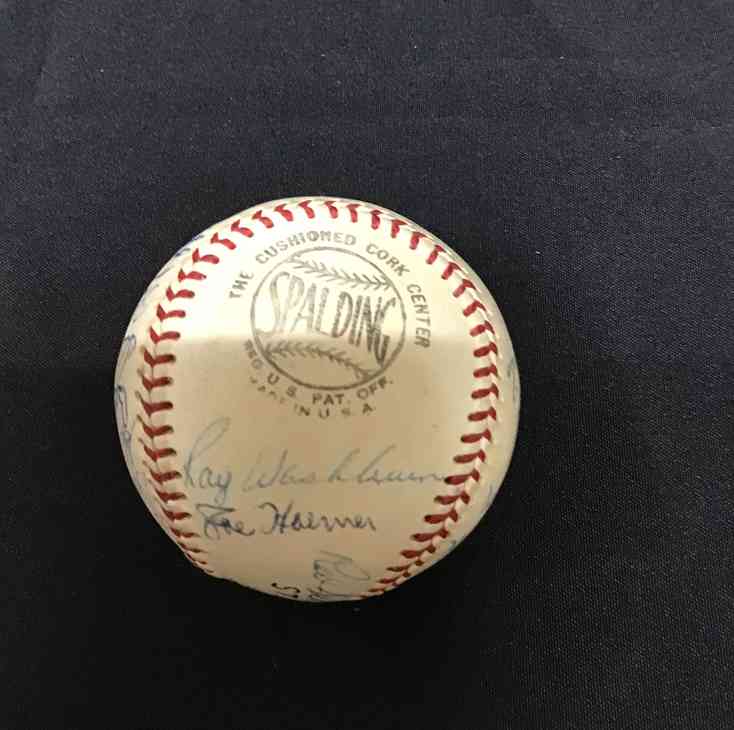 THE CUSHIONED CORK CENTER
SPALDING
REG. U. S. PAT. OFF.
MADE IN U. S. A.
Ray Washburn
Joe Hoerner